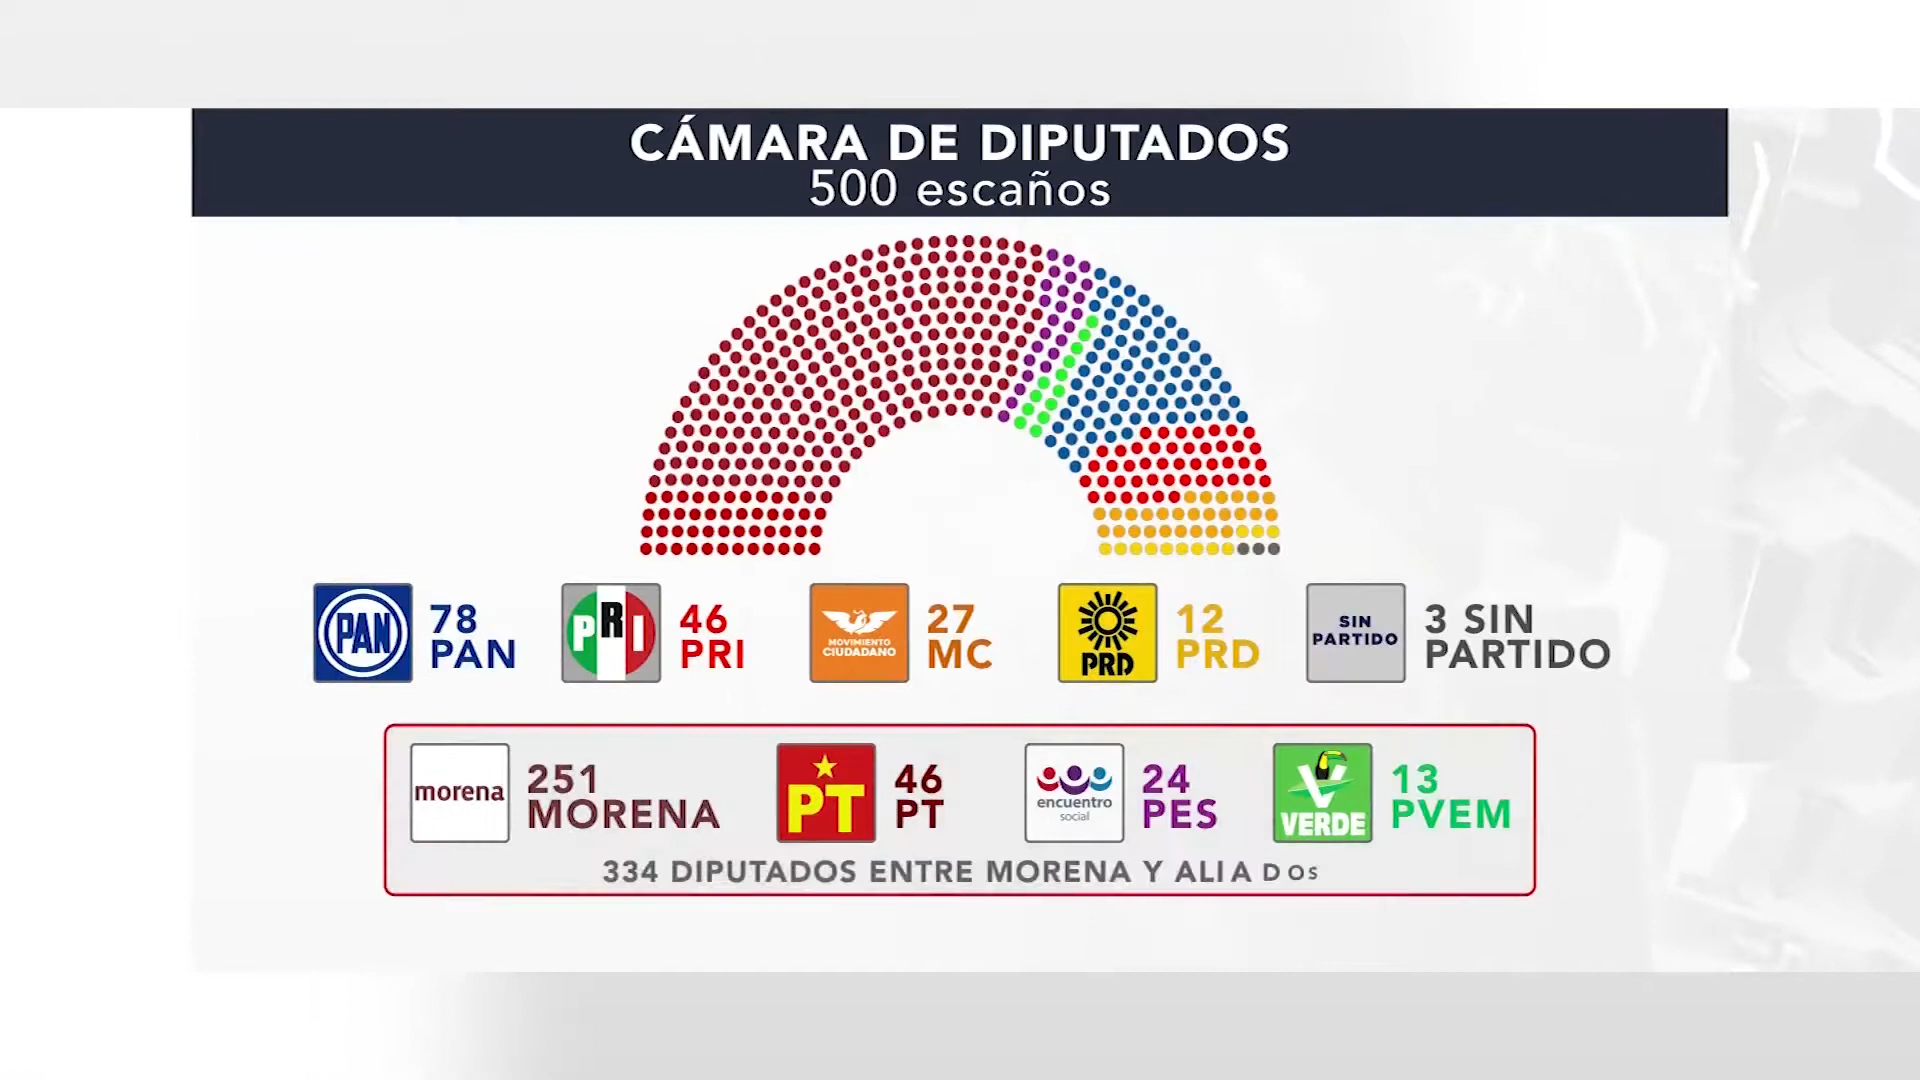 CÁMARA DE DIPUTADOS
500 escaños
PAN
78
PAN
PRI
46
PRI
MOVIMIENTO
CIUDADANO
27
MC
PRD
12
PRD
SIN
PARTIDO
3 SIN
PARTIDO
morena
251
MORENA
PT
46
PT
encuentro
social
24
PES
VERDE
13
PVEM
334 DIPUTADOS ENTRE MORENA Y ALIADOS